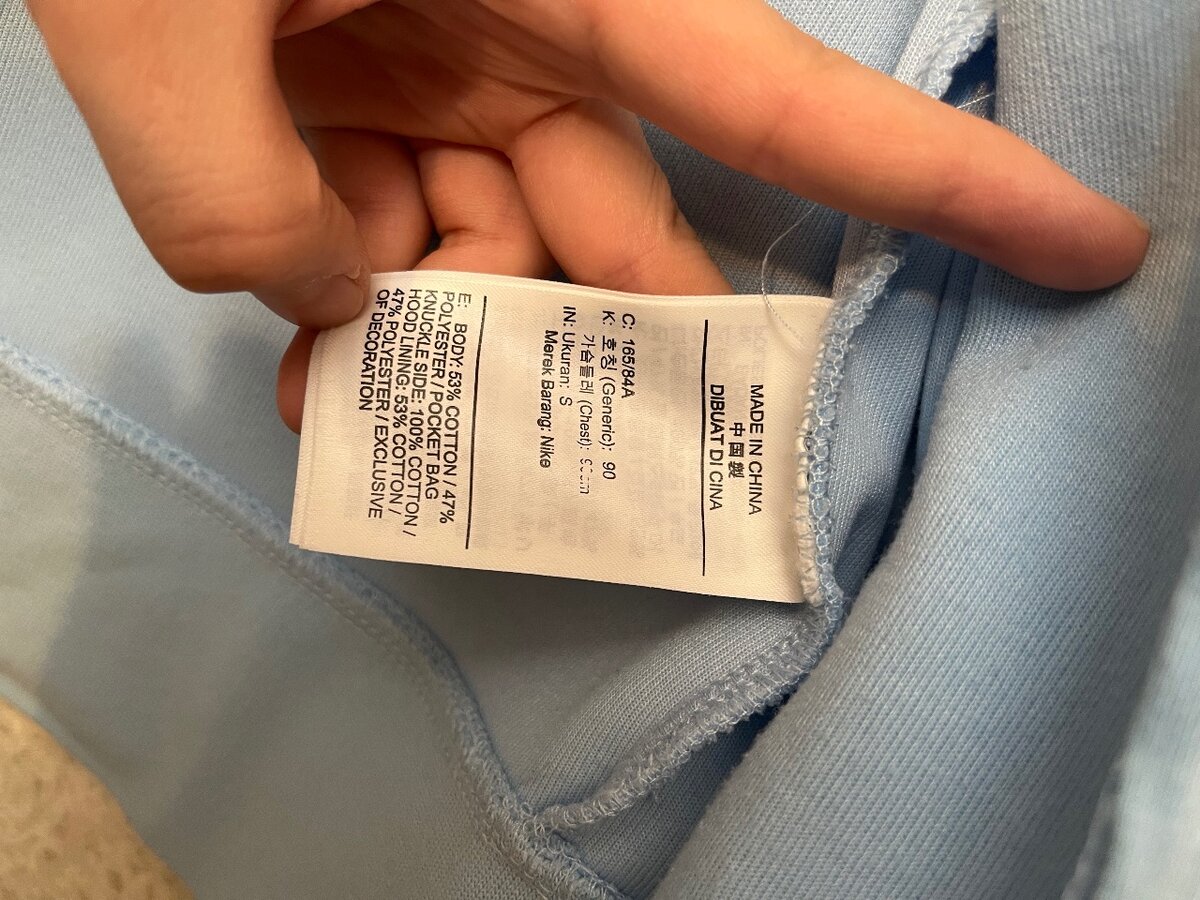 MADE IN CHINA
中国製
DIBUAT DI CINA
C: 165/84A
K: 호칭 (Generic): 90
가슴둘레 (Chest):
IN: Ukuran: S
Merek Barang: Nike
E: BODY: 53% COTTON / 47%
POLYESTER / POCKET BAG
KNUCKLE SIDE: 100% COTTON /
HOOD LINING: 53% COTTON /
47% POLYESTER / EXCLUSIVE
OF DECORATION